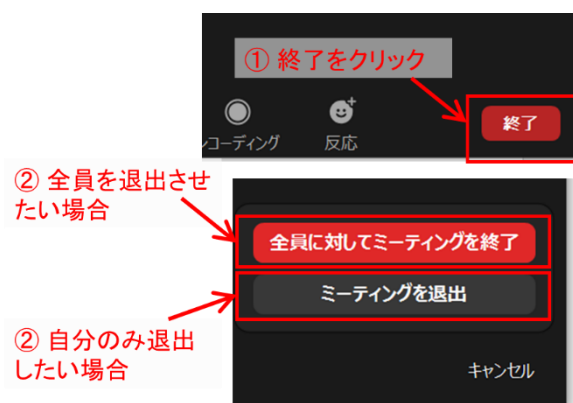 ① 終了をクリック
レコーディング
反応
終了
② 全員を退出させ
たい場合
全員に対してミーティングを終了
ミーティングを退出
② 自分のみ退出
したい場合
キャンセル